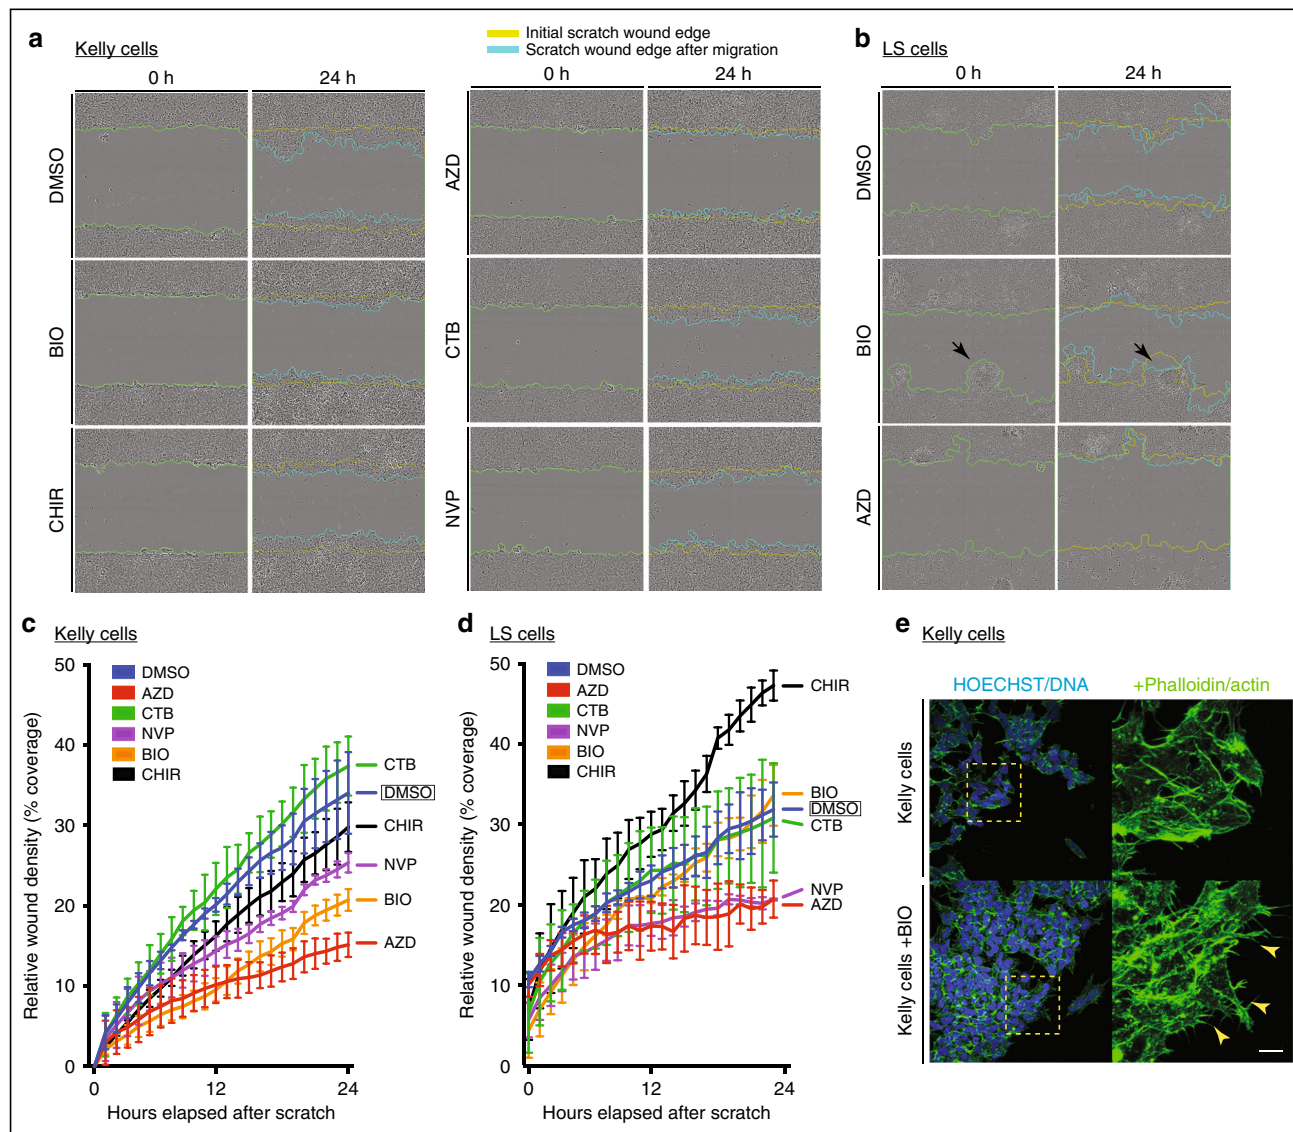 a
Kelly cells
Initial scratch wound edge
Scratch wound edge after migration
0 h
24 h
0 h
24 h
DMSO
BIO
CHIR
AZD
CTB
NVP
b
LS cells
0 h
24 h
DMSO
BIO
AZD
c
Kelly cells
50
40
30
20
10
0
Relative wound density (% coverage)
DMSO
AZD
CTB
NVP
BIO
CHIR
CTB
DMSO
CHIR
NVP
BIO
AZD
0
12
24
Hours elapsed after scratch
d
LS cells
50
40
30
20
10
0
Relative wound density (% coverage)
DMSO
AZD
CTB
NVP
BIO
CHIR
CHIR
BIO
DMSO
CTB
NVP
AZD
0
12
24
Hours elapsed after scratch
e
Kelly cells
HOECHST/DNA
+Phalloidin/actin
Kelly cells
Kelly cells +BIO